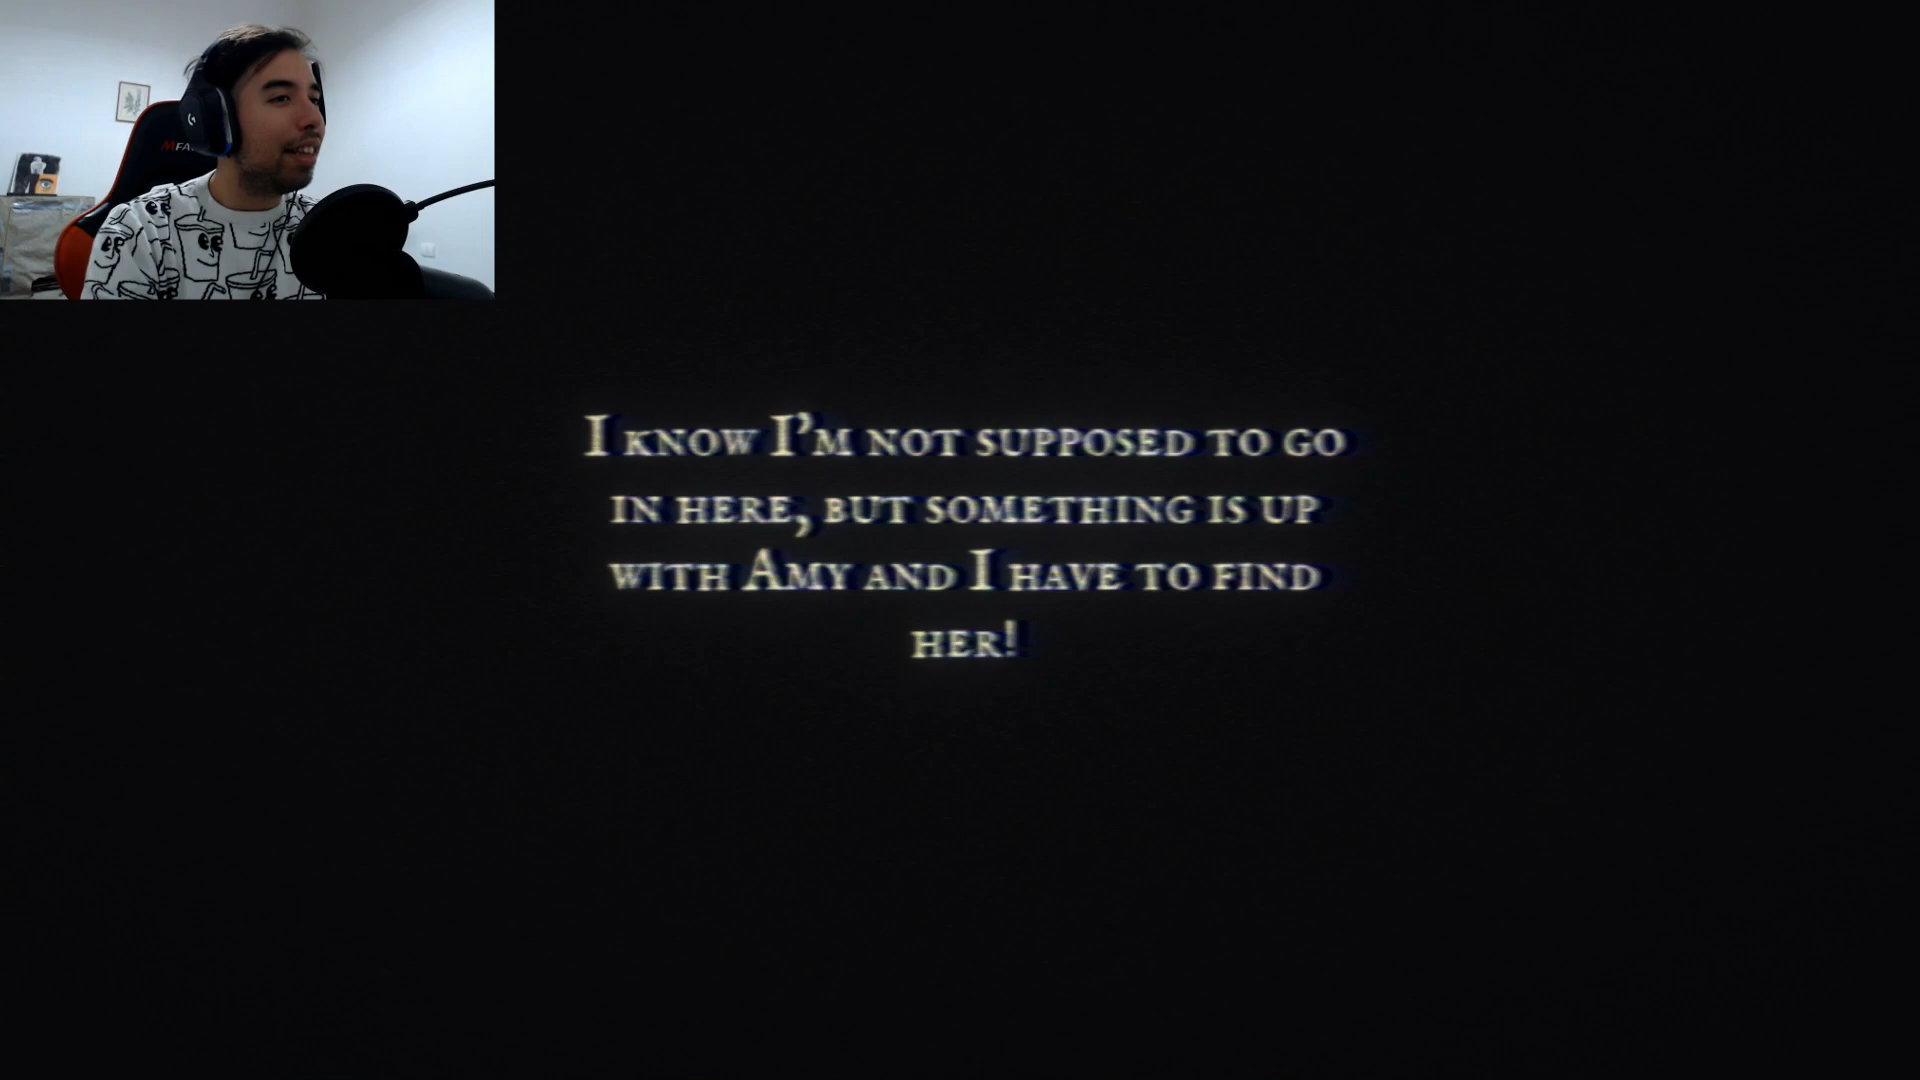 I KNOW I'M NOT SUPPOSED TO GO
IN HERE, BUT SOMETHING IS UP
WITH AMY AND I HAVE TO FIND
HER!